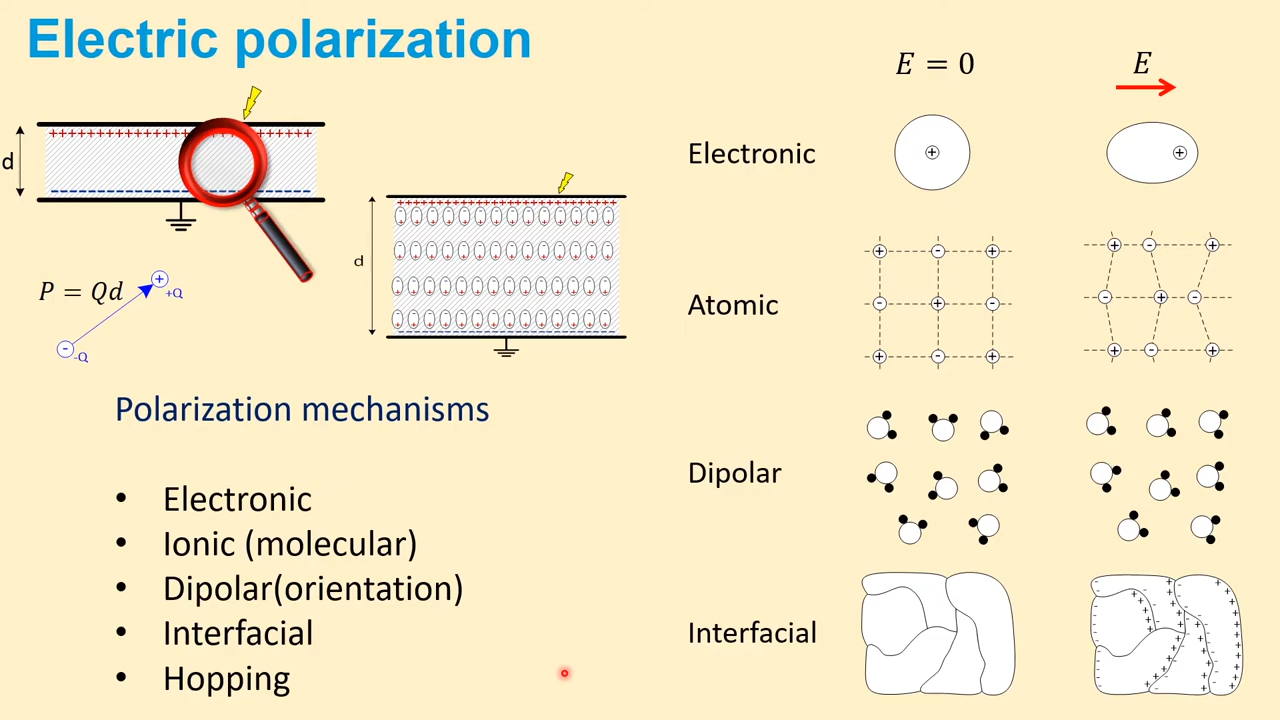 Electric polarization
d
P = Qd
+Q
-Q
d
Polarization mechanisms
• Electronic
• Ionic (molecular)
• Dipolar(orientation)
• Interfacial
• Hopping
E = 0
E
Electronic
Atomic
Dipolar
Interfacial